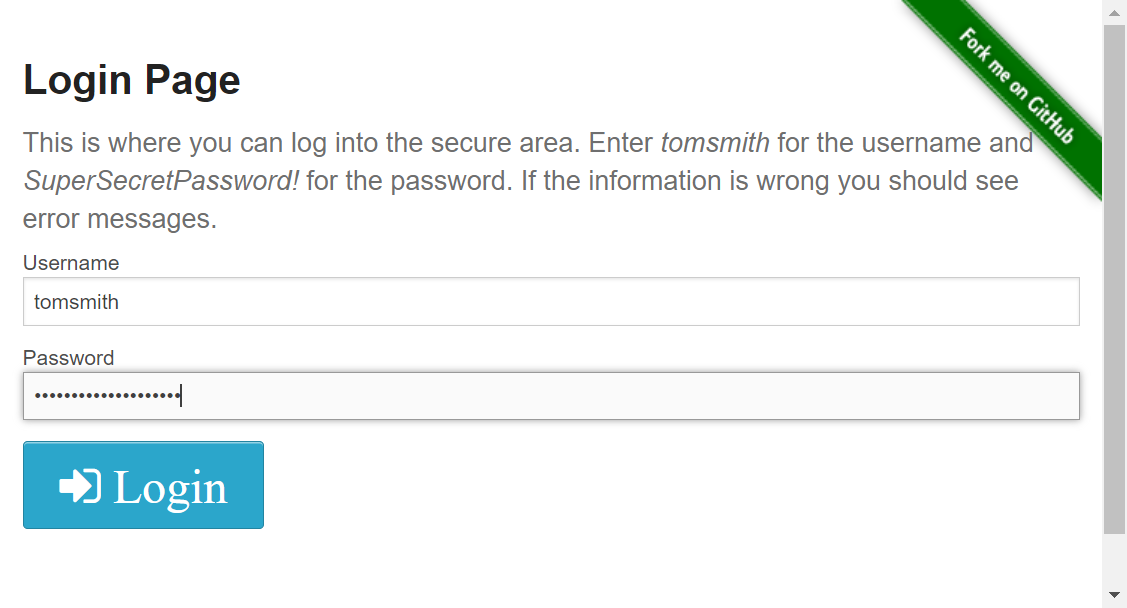 Fork me on GitHub
Login Page
This is where you can log into the secure area. Enter tomsmith for the username and
SuperSecretPassword! for the password. If the information is wrong you should see
error messages.
Username
tomsmith
Password
••••••••••••••••••••
Login